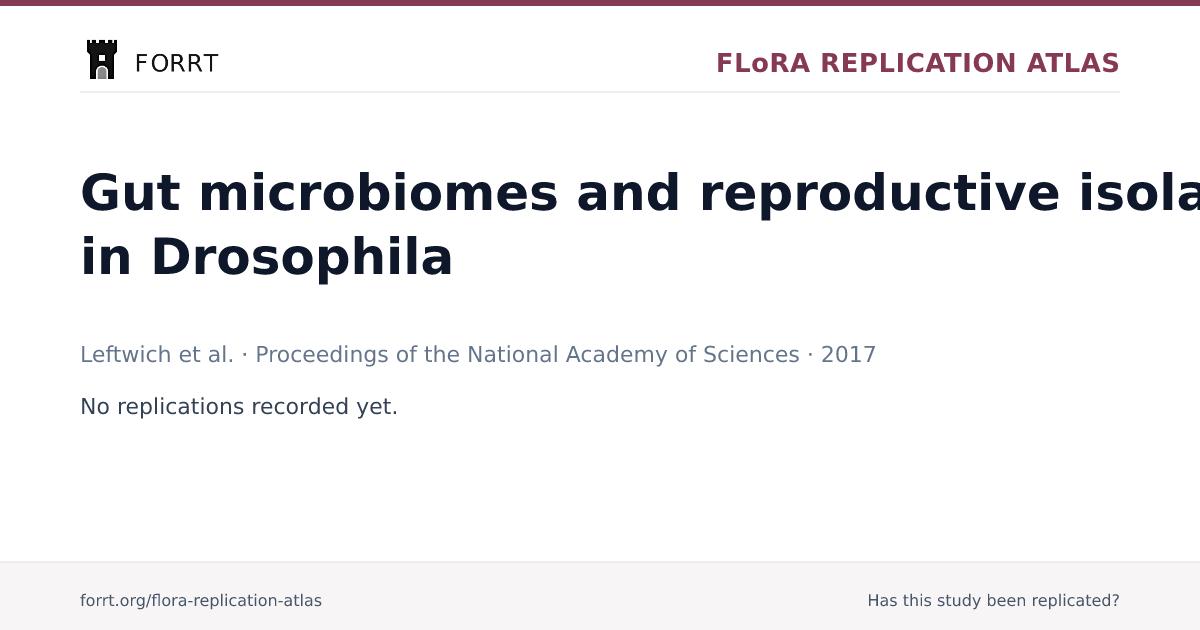 FORRT
FLoRA REPLICATION ATLAS
Gut microbiomes and reproductive isola
in Drosophila
Leftwich et al. · Proceedings of the National Academy of Sciences · 2017
No replications recorded yet.
forrt.org/flora-replication-atlas
Has this study been replicated?